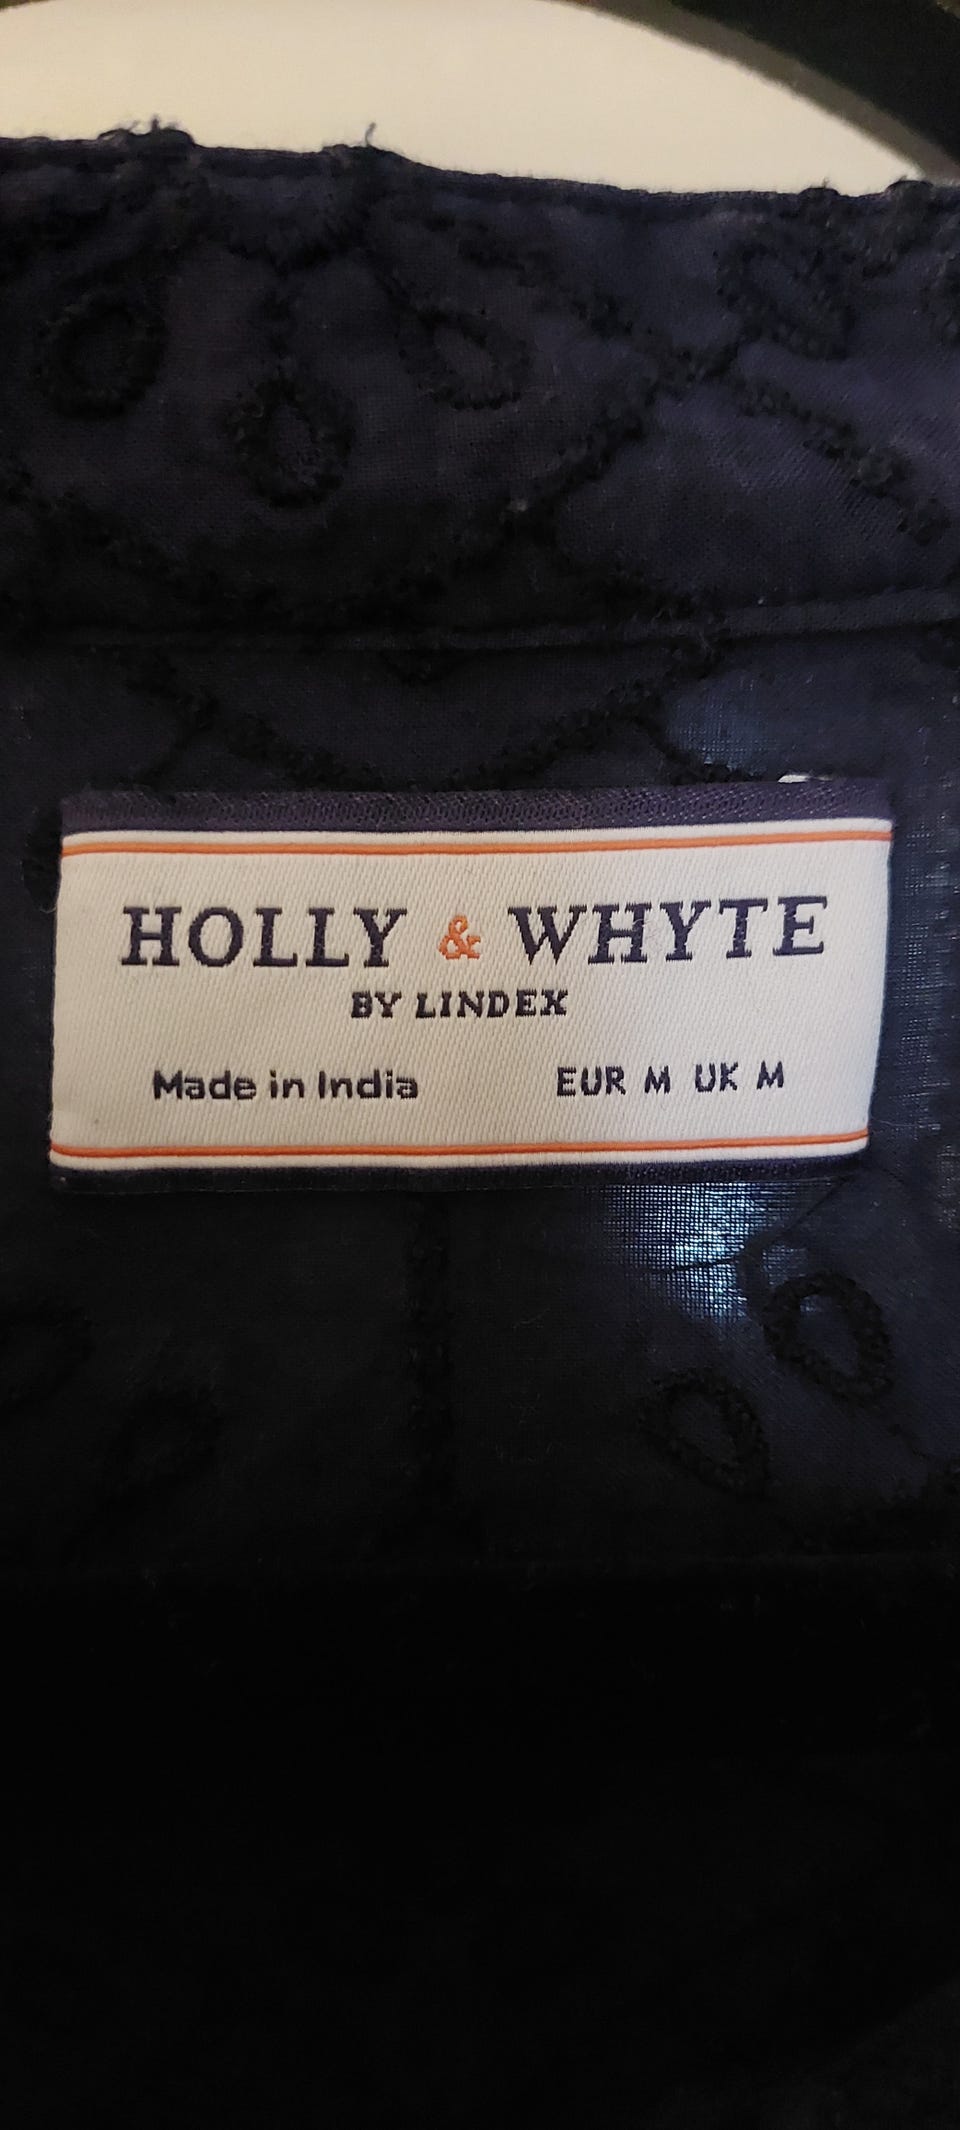 HOLLY & WHYTE
BY LINDEX
Made in India EUR M UK M